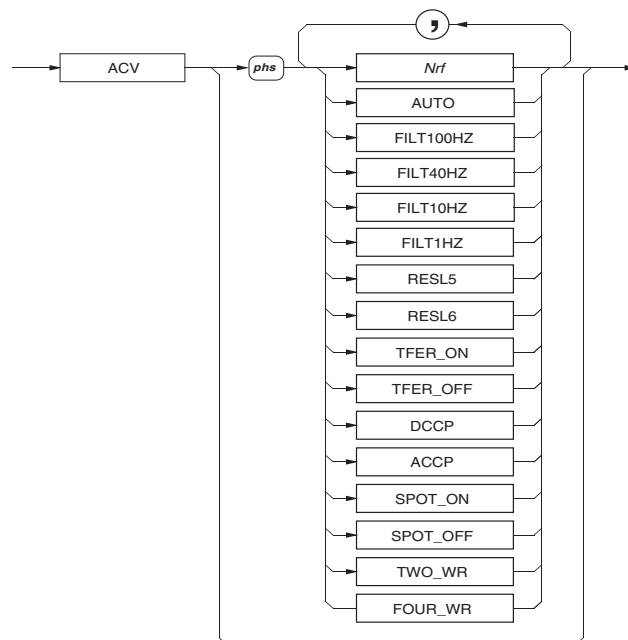 ,
ACV
phs
Nrf
AUTO
FILT100HZ
FILT40HZ
FILT10HZ
FILT1HZ
RESL5
RESL6
TFER_ON
TFER_OFF
DCCP
ACCP
SPOT_ON
SPOT_OFF
TWO_WR
FOUR_WR